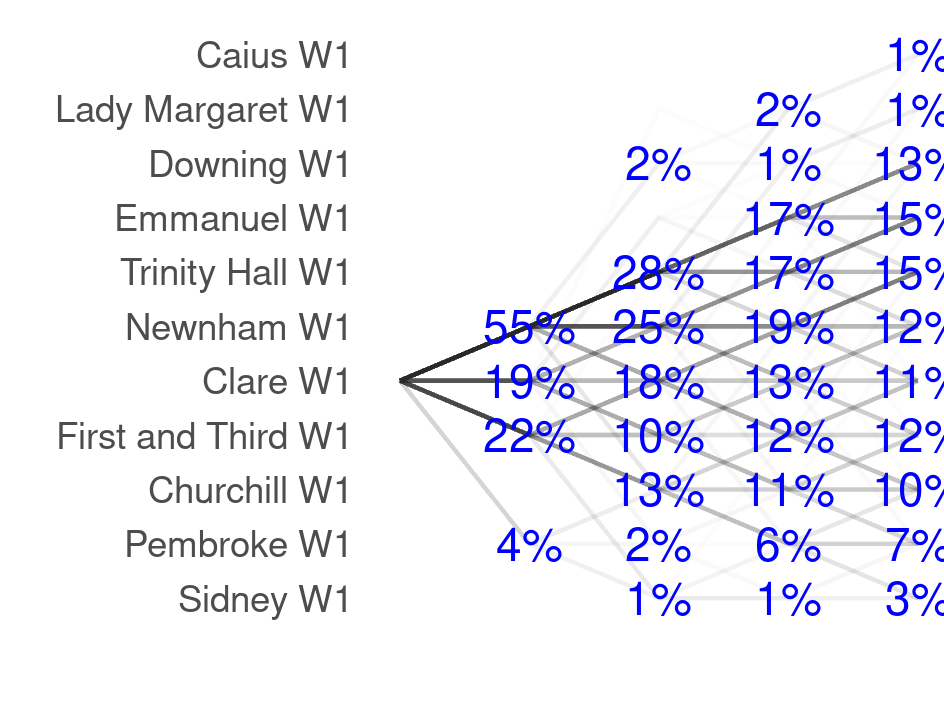 Caius W1 1%
Lady Margaret W1 2% 1%
Downing W1 2% 1% 13%
Emmanuel W1 17% 15%
Trinity Hall W1 28% 17% 15%
Newnham W1 55% 25% 19% 12%
Clare W1 19% 18% 13% 11%
First and Third W1 22% 10% 12% 12%
Churchill W1 13% 11% 10%
Pembroke W1 4% 2% 6% 7%
Sidney W1 1% 1% 3%